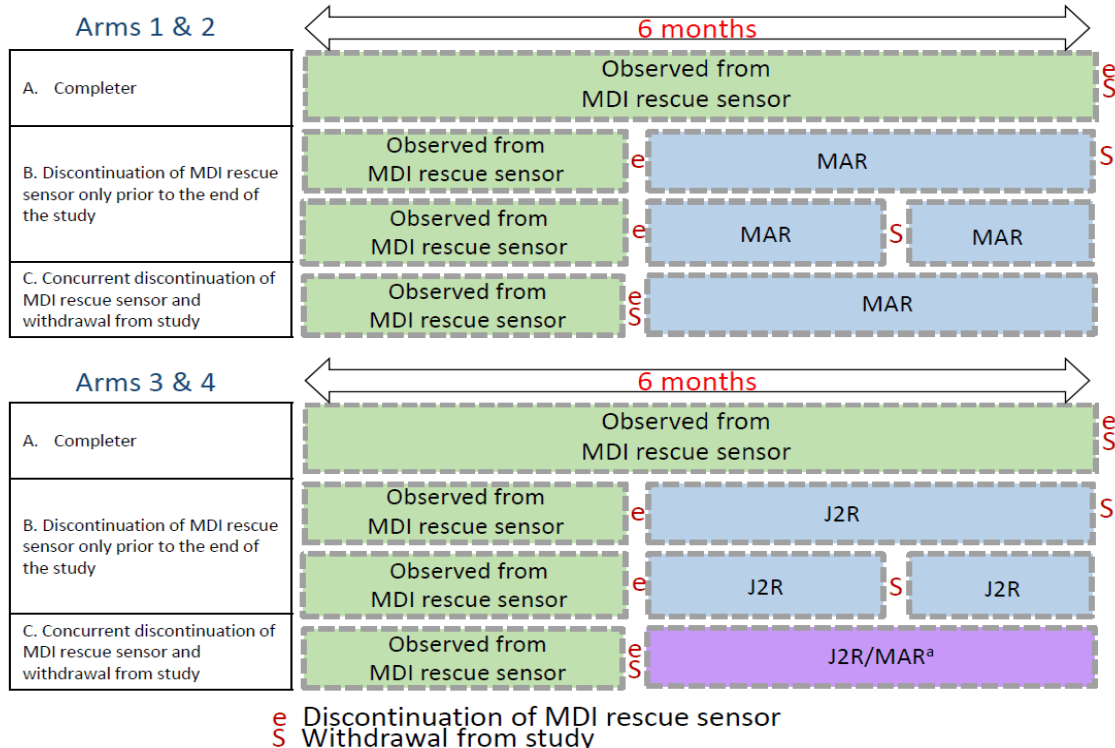 Arms 1 & 2
6 months
A. Completer
Observed from
MDI rescue sensor
e
S
B. Discontinuation of MDI rescue
sensor only prior to the end of
the study
Observed from
MDI rescue sensor
e
MAR
S
Observed from
MDI rescue sensor
e
MAR
S
MAR
C. Concurrent discontinuation of
MDI rescue sensor and
withdrawal from study
Observed from
MDI rescue sensor
e
S
MAR
Arms 3 & 4
6 months
A. Completer
Observed from
MDI rescue sensor
e
S
B. Discontinuation of MDI rescue
sensor only prior to the end of
the study
Observed from
MDI rescue sensor
e
J2R
S
Observed from
MDI rescue sensor
e
J2R
S
J2R
C. Concurrent discontinuation of
MDI rescue sensor and
withdrawal from study
Observed from
MDI rescue sensor
e
S
J2R/MARᵃ
e Discontinuation of MDI rescue sensor
S Withdrawal from study